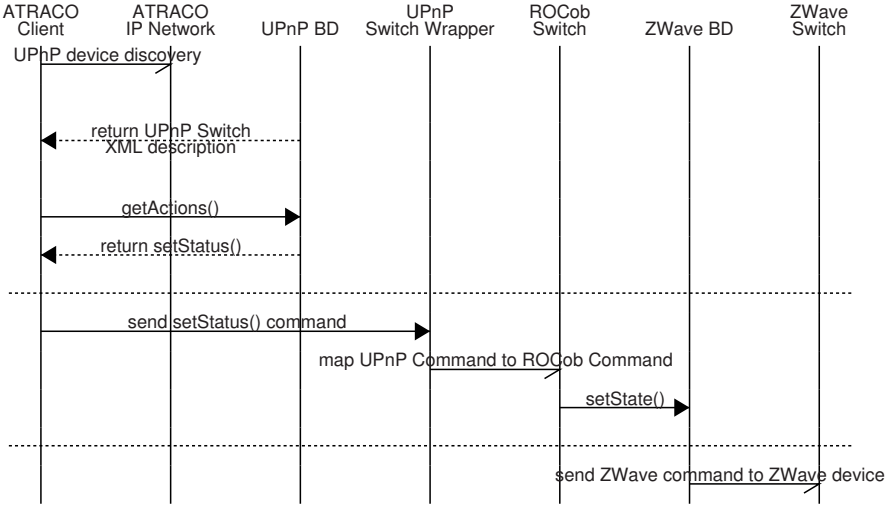 ATRACO ATRACO UPnP ROCob ZWave
Client IP Network UPnP BD Switch Wrapper Switch ZWave BD Switch
UPnP device discovery
return UPnP Switch
XML description
getActions()
return setStatus()
send setStatus() command
map UPnP Command to ROCob Command
setState()
send ZWave command to ZWave device